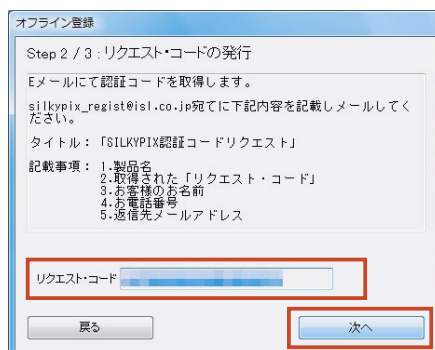 オフライン登録
Step 2 / 3 : リクエスト・コードの発行
Eメールにて認証コードを取得します。
silkypix_regist@isl.co.jp宛てに下記内容を記載しメールしてく
ださい。
タイトル：「SILKYPIX認証コードリクエスト」
記載事項： 1.製品名
2.取得された「リクエスト・コード」
3.お客様のお名前
4.お電話番号
5.返信先メールアドレス
リクエスト・コード
戻る
次へ